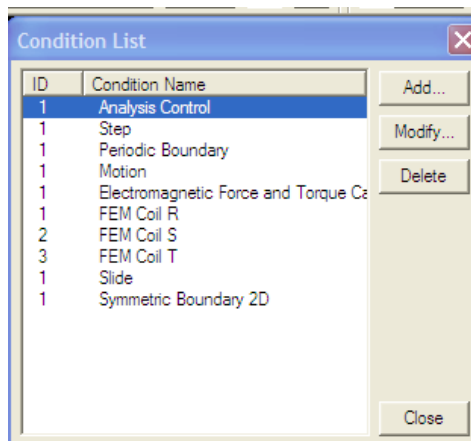 Condition List
ID Condition Name
1 Analysis Control
1 Step
1 Periodic Boundary
1 Motion
1 Electromagnetic Force and Torque Ca
1 FEM Coil R
2 FEM Coil S
3 FEM Coil T
1 Slide
1 Symmetric Boundary 2D
Add...
Modify...
Delete
Close